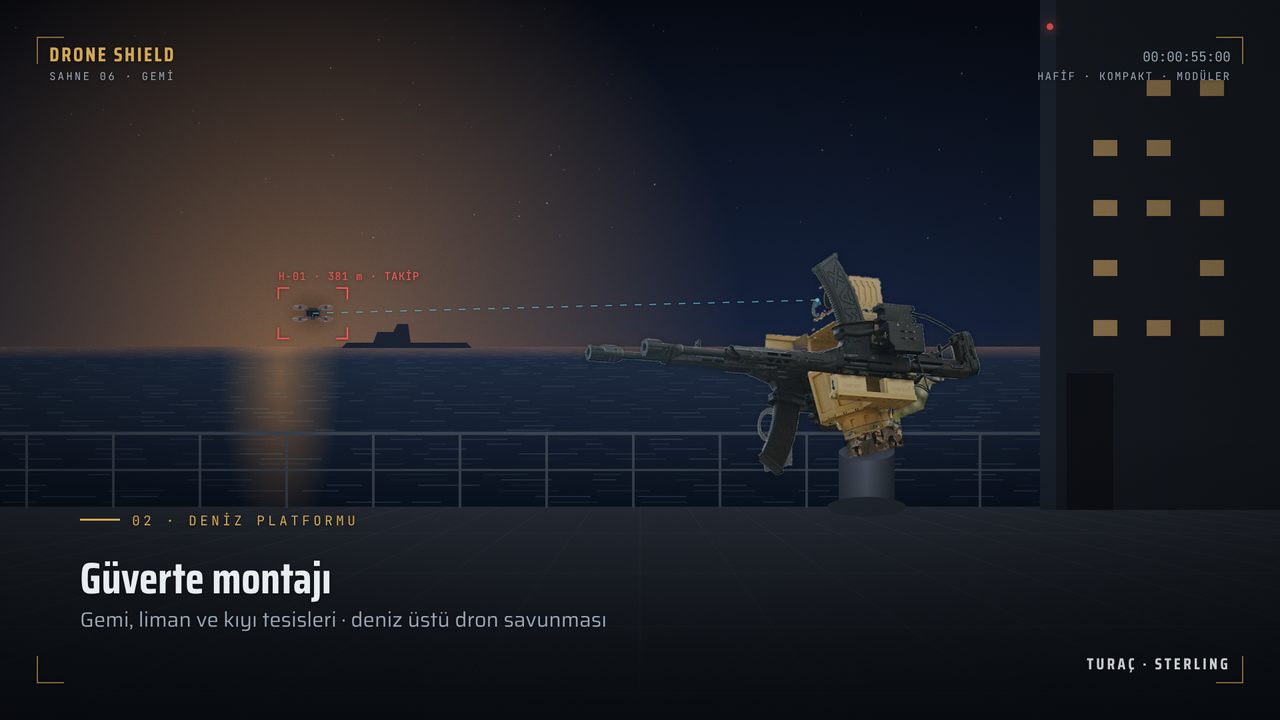 DRONE SHIELD
SAHNE 06 · GEMİ
00:00:55:00
HAFİF · KOMPAKT · MODÜLER
H-01 · 381 m · TAKİP
02 · DENİZ PLATFORMU
Güverte montajı
Gemi, liman ve kıyı tesisleri · deniz üstü dron savunması
TURAÇ · STERLING